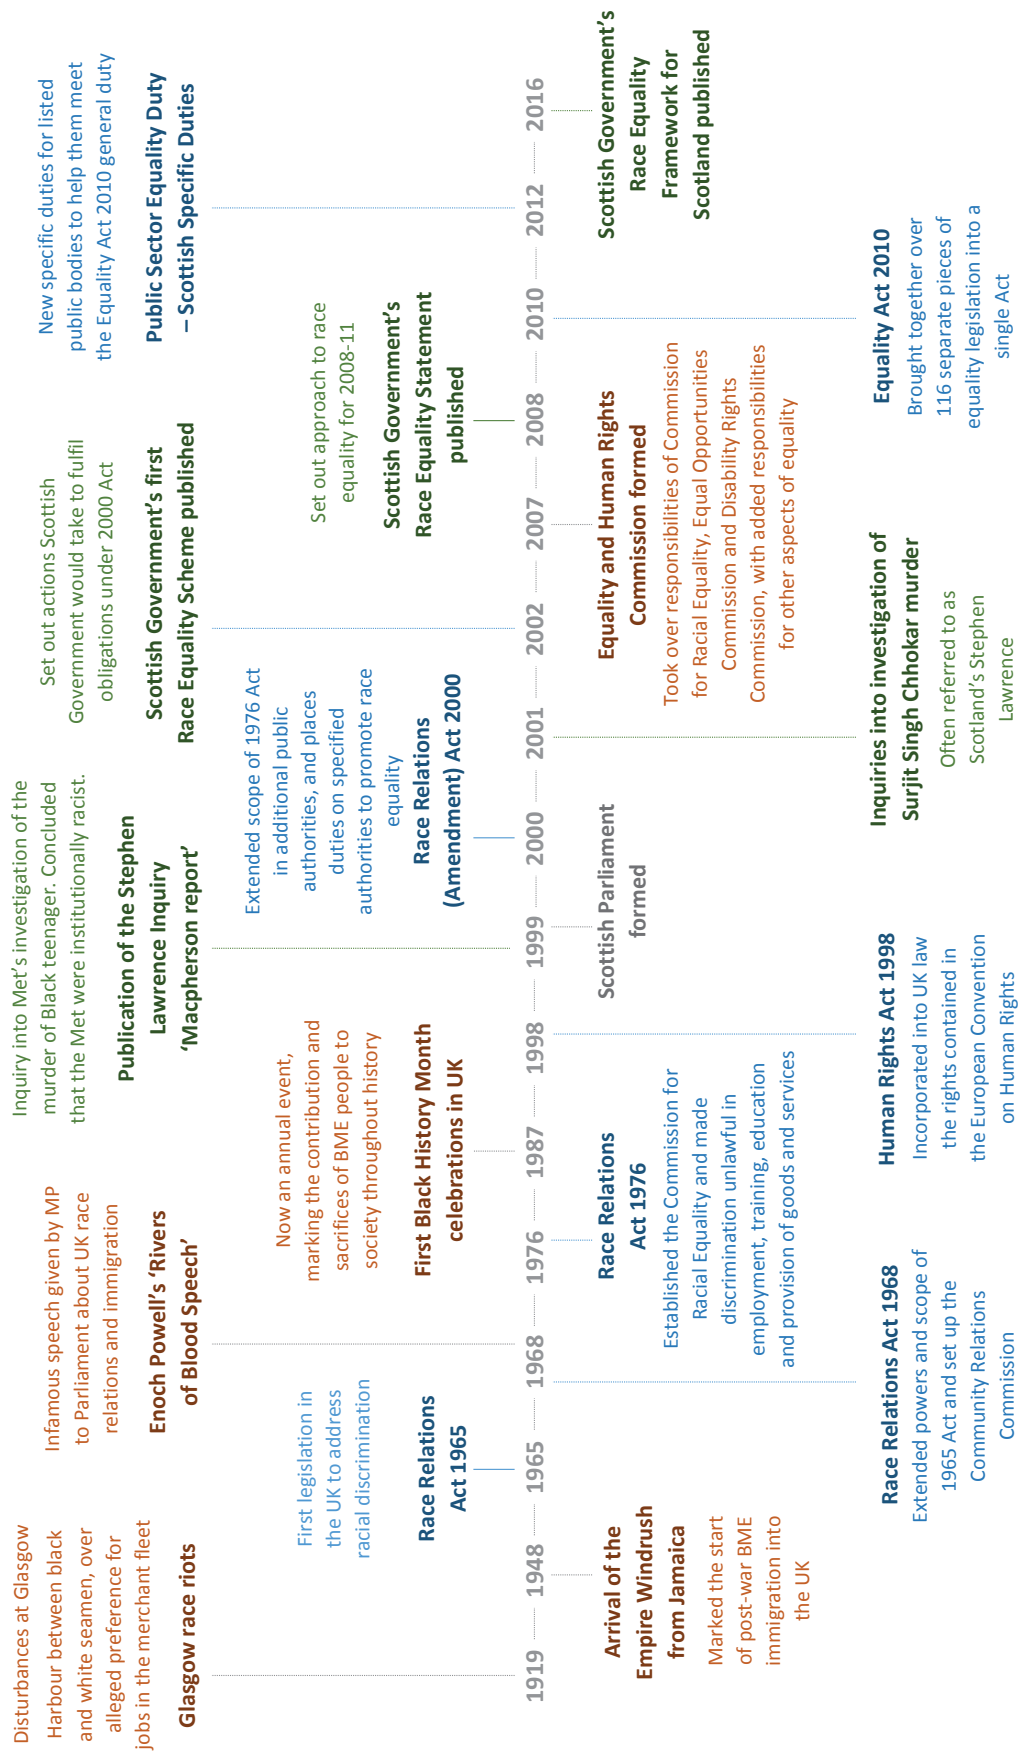 Disturbances at Glasgow
Harbour between black
and white seamen, over
alleged preference for
jobs in the merchant fleet
Glasgow race riots
Infamous speech given by MP
to Parliament about UK race
relations and immigration
Enoch Powell's 'Rivers
of Blood Speech'
Inquiry into Met's investigation of the
murder of Black teenager. Concluded
that the Met were institutionally racist.
Publication of the Stephen
Lawrence Inquiry
'Macpherson report'
Set out actions Scottish
Government would take to fulfil
obligations under 2000 Act
Scottish Government's first
Race Equality Scheme published
New specific duties for listed
public bodies to help them meet
the Equality Act 2010 general duty
Public Sector Equality Duty
– Scottish Specific Duties
First legislation in
the UK to address
racial discrimination
Race Relations
Act 1965
Now an annual event,
marking the contribution and
sacrifices of BME people to
society throughout history
First Black History Month
celebrations in UK
Extended scope of 1976 Act
in additional public
authorities, and places
duties on specified
authorities to promote race
equality
Race Relations
(Amendment) Act 2000
Set out approach to race
equality for 2008-11
Scottish Government's
Race Equality Statement
published
1919 1948 1965 1968 1976 1987 1998 1999 2000 2001 2002 2007 2008 2010 2012 2016
Arrival of the
Empire Windrush
from Jamaica
Marked the start
of post-war BME
immigration into
the UK
Race Relations
Act 1976
Established the Commission for
Racial Equality and made
discrimination unlawful in
employment, training, education
and provision of goods and services
Scottish Parliament
formed
Equality and Human Rights
Commission formed
Took over responsibilities of Commission
for Racial Equality, Equal Opportunities
Commission and Disability Rights
Commission, with added responsibilities
for other aspects of equality
Scottish Government's
Race Equality
Framework for
Scotland published
Race Relations Act 1968
Extended powers and scope of
1965 Act and set up the
Community Relations
Commission
Human Rights Act 1998
Incorporated into UK law
the rights contained in
the European Convention
on Human Rights
Inquiries into investigation of
Surjit Singh Chhokar murder
Often referred to as
Scotland's Stephen
Lawrence
Equality Act 2010
Brought together over
116 separate pieces of
equality legislation into a
single Act